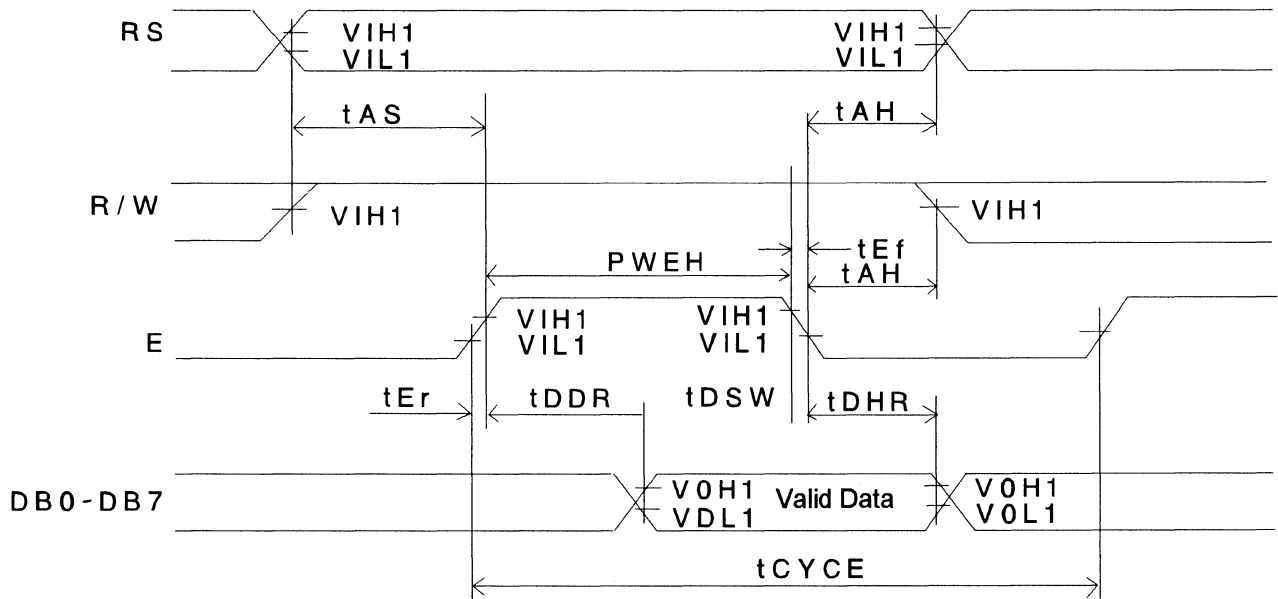 RS
VIH1
VIL1
VIH1
VIL1
tAS
tAH
R/W
VIH1
VIH1
tEf
PWEH
tAH
E
VIH1
VIL1
VIH1
VIL1
tEr
tDDR
tDSW
tDHR
DB0-DB7
V0H1
VDL1
Valid Data
V0H1
V0L1
tCYCE